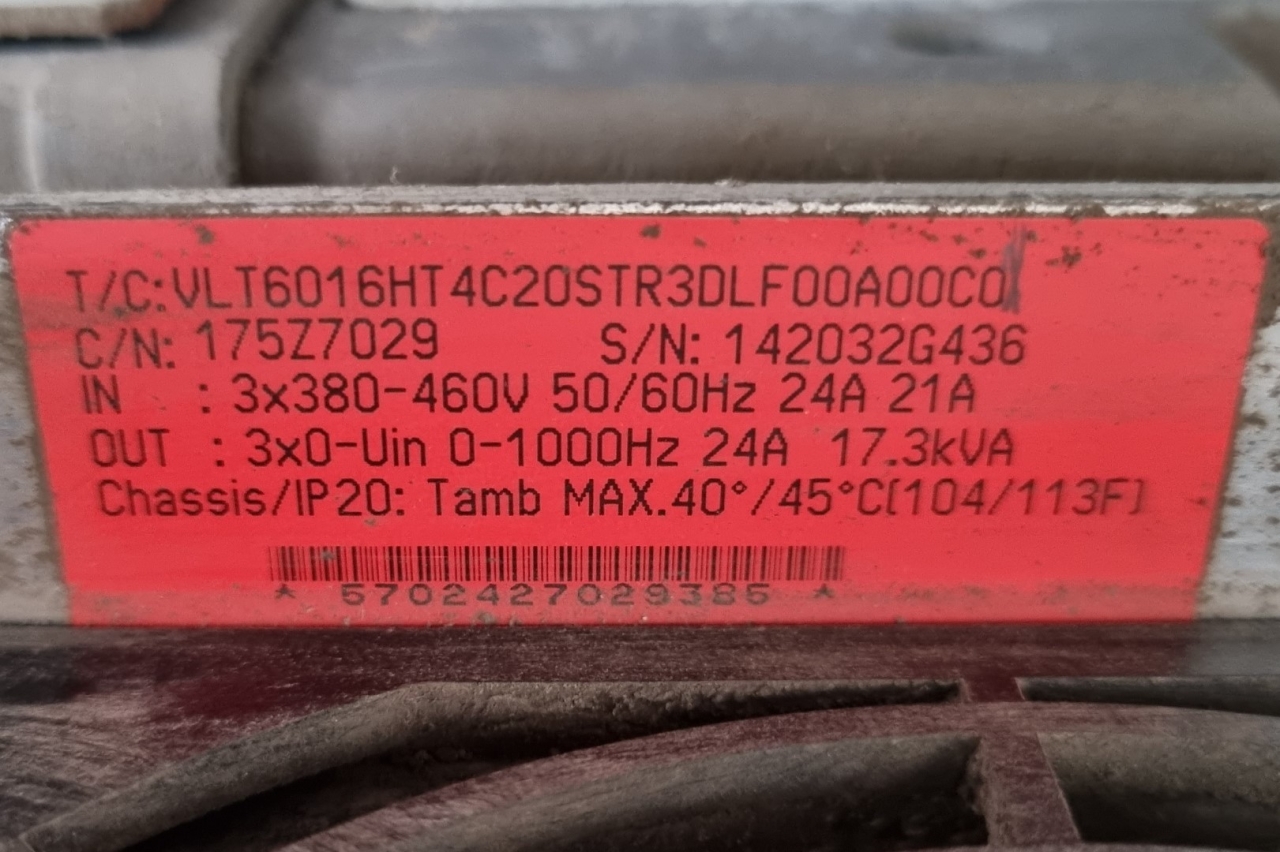 T/C:VLT6016HT4C20STR3DLF00A00C0
C/N: 175Z7029 S/N: 142032G436
IN : 3x380-460V 50/60Hz 24A 21A
OUT : 3x0-Uin 0-1000Hz 24A 17.3kVA
Chassis/IP20: Tamb MAX.40°/45°C(104/113F)
* 5702427029385 *